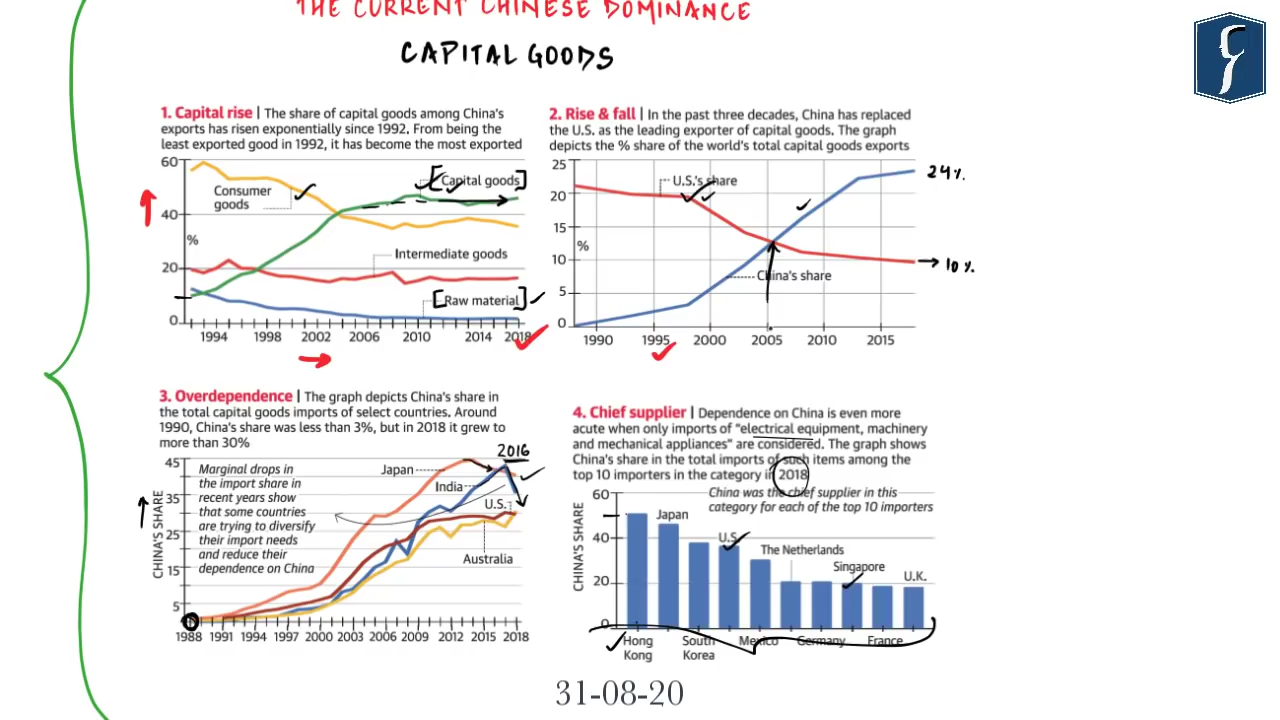 THE CURRENT CHINESE DOMINANCE
CAPITAL GOODS
1. Capital rise | The share of capital goods among China's
exports has risen exponentially since 1992. From being the
least exported good in 1992, it has become the most exported
60
40
%
20
0
Consumer
goods
[Capital goods]
Intermediate goods
[Raw material]
1994 1998 2002 2006 2010 2014 2018
2. Rise & fall | In the past three decades, China has replaced
the U.S. as the leading exporter of capital goods. The graph
depicts the % share of the world's total capital goods exports
25
20
15
%
10
5
0
U.S.'s share
China's share
24%.
10%.
1990 1995 2000 2005 2010 2015
3. Overdependence | The graph depicts China's share in
the total capital goods imports of select countries. Around
1990, China's share was less than 3%, but in 2018 it grew to
more than 30%
2016
45
35
25
15
5
CHINA'S SHARE
Marginal drops in
the import share in
recent years show
that some countries
are trying to diversify
their import needs
and reduce their
dependence on China
Japan
India
U.S.
Australia
1988 1991 1994 1997 2000 2003 2006 2009 2012 2015 2018
4. Chief supplier | Dependence on China is even more
acute when only imports of "electrical equipment, machinery
and mechanical appliances" are considered. The graph shows
China's share in the total imports of such items among the
top 10 importers in the category in 2018
60
40
20
0
CHINA'S SHARE
China was the chief supplier in this
category for each of the top 10 importers
Japan
U.S.
The Netherlands
Singapore
U.K.
Hong
Kong
South
Korea
Mexico
Germany
France
31-08-20